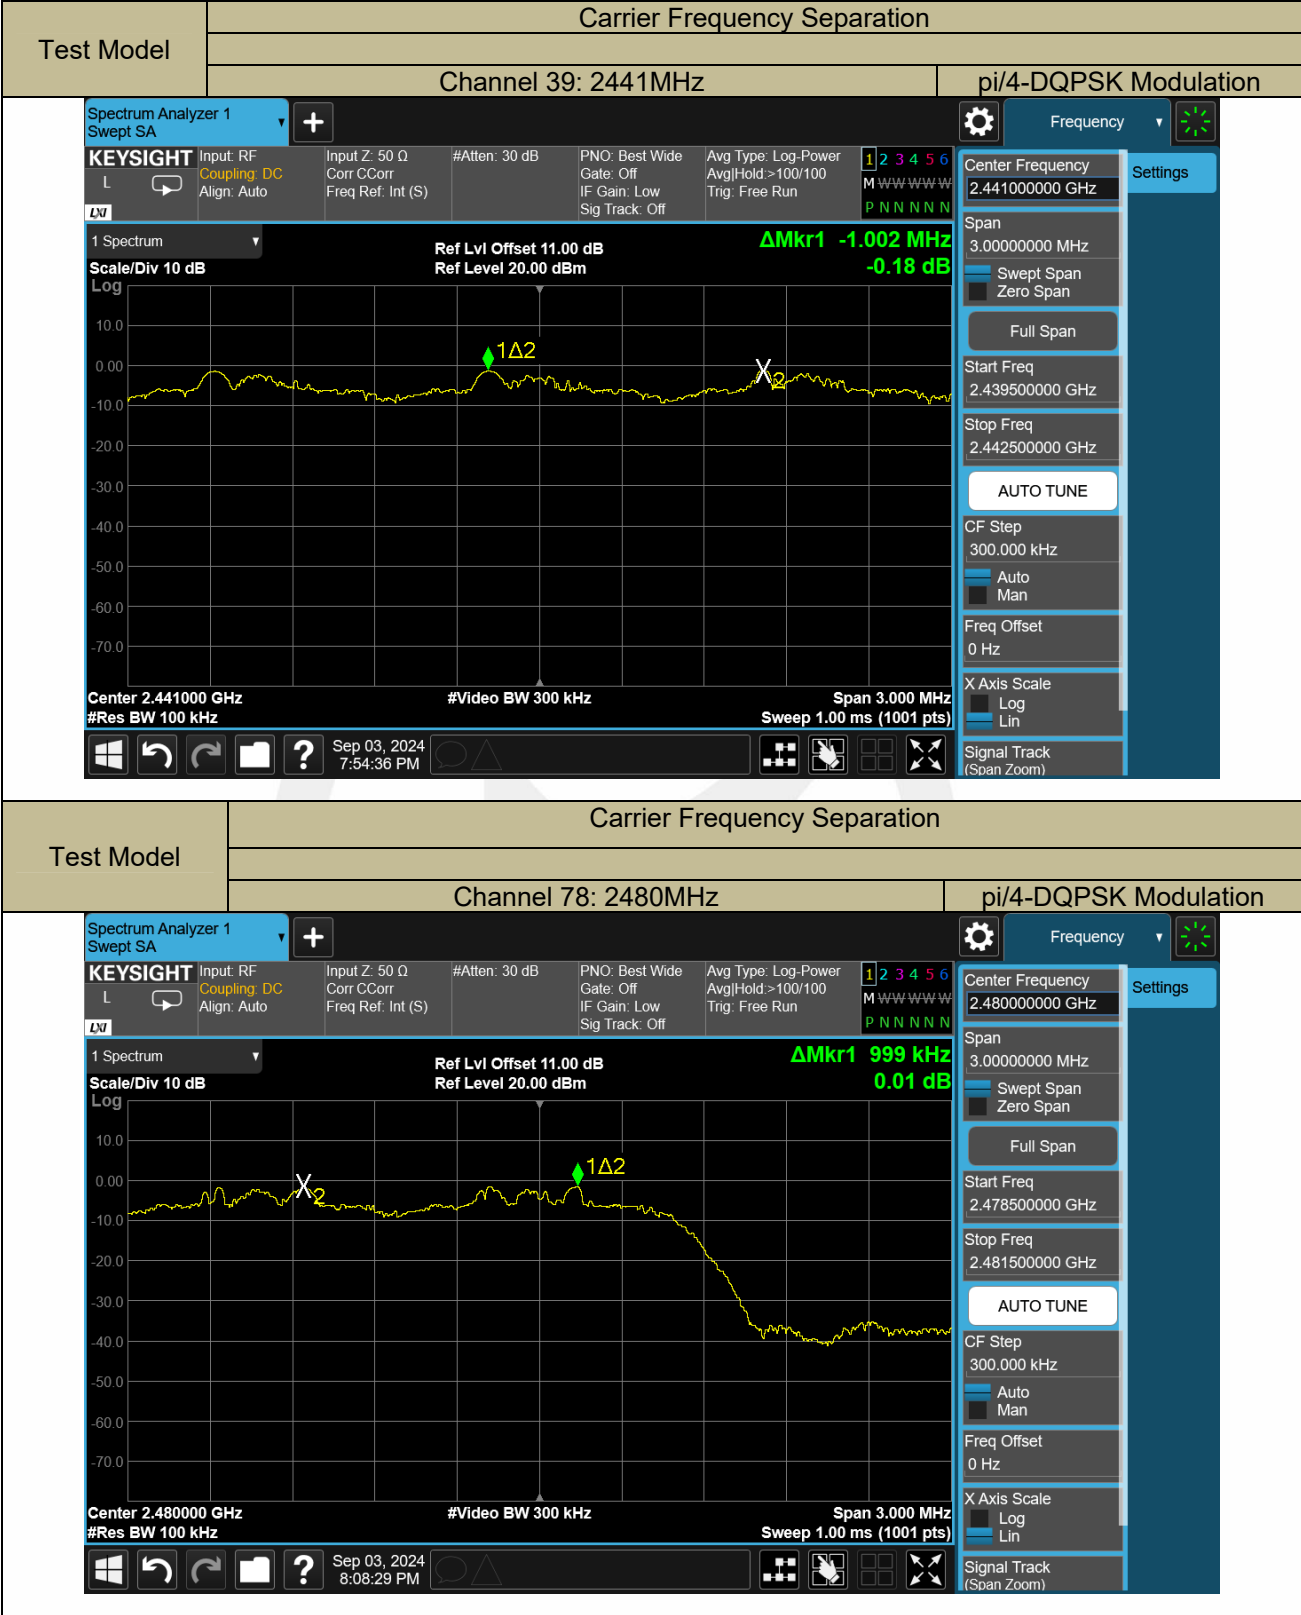 Test Model
Carrier Frequency Separation
Channel 39: 2441MHz
pi/4-DQPSK Modulation
Spectrum Analyzer 1
Swept SA
Frequency
KEYSIGHT
L
LXI
Input: RF
Coupling: DC
Align: Auto
Input Z: 50 Ω
Corr CCorr
Freq Ref: Int (S)
#Atten: 30 dB
PNO: Best Wide
Gate: Off
IF Gain: Low
Sig Track: Off
Avg Type: Log-Power
Avg|Hold:>100/100
Trig: Free Run
1 2 3 4 5 6
M W W W W W
P N N N N N
Center Frequency
2.441000000 GHz
Settings
Span
3.00000000 MHz
Swept Span
Zero Span
Full Span
Start Freq
2.439500000 GHz
Stop Freq
2.442500000 GHz
AUTO TUNE
CF Step
300.000 kHz
Auto
Man
Freq Offset
0 Hz
X Axis Scale
Log
Lin
Signal Track
(Span Zoom)
1 Spectrum
Scale/Div 10 dB
Ref Lvl Offset 11.00 dB
Ref Level 20.00 dBm
ΔMkr1 -1.002 MHz
-0.18 dB
Log
10.0
0.00
-10.0
-20.0
-30.0
-40.0
-50.0
-60.0
-70.0
1Δ2
X2
Center 2.441000 GHz
#Video BW 300 kHz
Span 3.000 MHz
#Res BW 100 kHz
Sweep 1.00 ms (1001 pts)
?
Sep 03, 2024
7:54:36 PM
Test Model
Carrier Frequency Separation
Channel 78: 2480MHz
pi/4-DQPSK Modulation
Spectrum Analyzer 1
Swept SA
Frequency
KEYSIGHT
L
LXI
Input: RF
Coupling: DC
Align: Auto
Input Z: 50 Ω
Corr CCorr
Freq Ref: Int (S)
#Atten: 30 dB
PNO: Best Wide
Gate: Off
IF Gain: Low
Sig Track: Off
Avg Type: Log-Power
Avg|Hold:>100/100
Trig: Free Run
1 2 3 4 5 6
M W W W W W
P N N N N N
Center Frequency
2.480000000 GHz
Settings
Span
3.00000000 MHz
Swept Span
Zero Span
Full Span
Start Freq
2.478500000 GHz
Stop Freq
2.481500000 GHz
AUTO TUNE
CF Step
300.000 kHz
Auto
Man
Freq Offset
0 Hz
X Axis Scale
Log
Lin
Signal Track
(Span Zoom)
1 Spectrum
Scale/Div 10 dB
Ref Lvl Offset 11.00 dB
Ref Level 20.00 dBm
ΔMkr1 999 kHz
0.01 dB
Log
10.0
0.00
-10.0
-20.0
-30.0
-40.0
-50.0
-60.0
-70.0
X2
1Δ2
Center 2.480000 GHz
#Video BW 300 kHz
Span 3.000 MHz
#Res BW 100 kHz
Sweep 1.00 ms (1001 pts)
?
Sep 03, 2024
8:08:29 PM